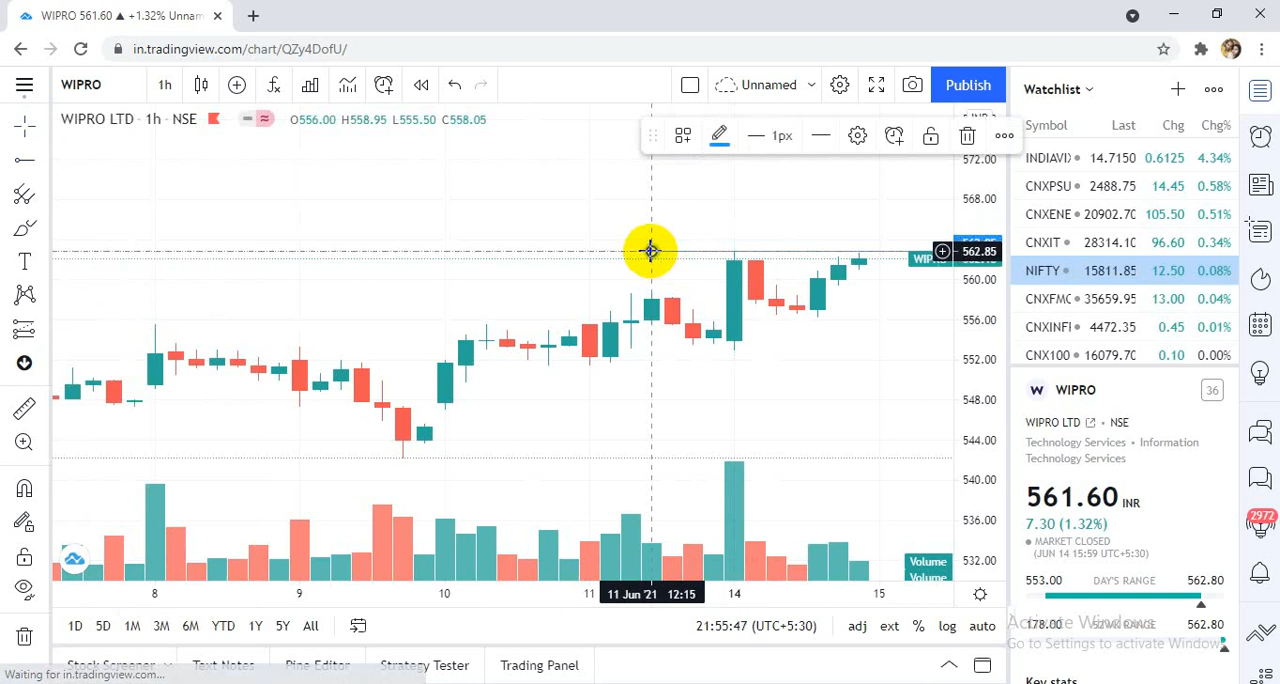 WIPRO 561.60 ▲ +1.32% Unnam
in.tradingview.com/chart/QZy4DofU/
WIPRO 1h Unnamed Publish
WIPRO LTD · 1h · NSE O556.00 H558.95 L555.50 C558.05
1px
572.00
568.00
562.85
560.00
556.00
552.00
548.00
544.00
540.00
536.00
532.00
Volume
Volume
8 9 10 11 11 Jun '21 12:15 14 15
1D 5D 1M 3M 6M YTD 1Y 5Y All 21:55:47 (UTC+5:30) adj ext % log auto
Stock Screener Text Notes Pine Editor Strategy Tester Trading Panel
Waiting for in.tradingview.com...
Watchlist
Symbol Last Chg Chg%
INDIAVIX 14.7150 0.6125 4.34%
CNXPSU 2488.75 14.45 0.58%
CNXENE 20902.70 105.50 0.51%
CNXIT 28314.10 96.60 0.34%
NIFTY 15811.85 12.50 0.08%
CNXFMC 35659.95 13.00 0.04%
CNXINFI 4472.35 0.45 0.01%
CNX100 16079.70 0.10 0.00%
W WIPRO 36
WIPRO LTD · NSE
Technology Services · Information
Technology Services
561.60 INR
7.30 (1.32%)
MARKET CLOSED
(JUN 14 15:59 UTC+5:30)
2972
553.00 DAY'S RANGE 562.80
178.00 52WK RANGE 562.80
Activate Windows
Go to Settings to activate Windows.
Key stats